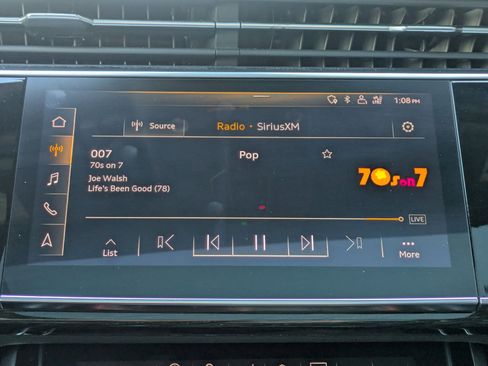 1:08 PM
Source
Radio • SiriusXM
007
Pop
70s on 7
70s on 7
Joe Walsh
Life's Been Good (78)
LIVE
List
More